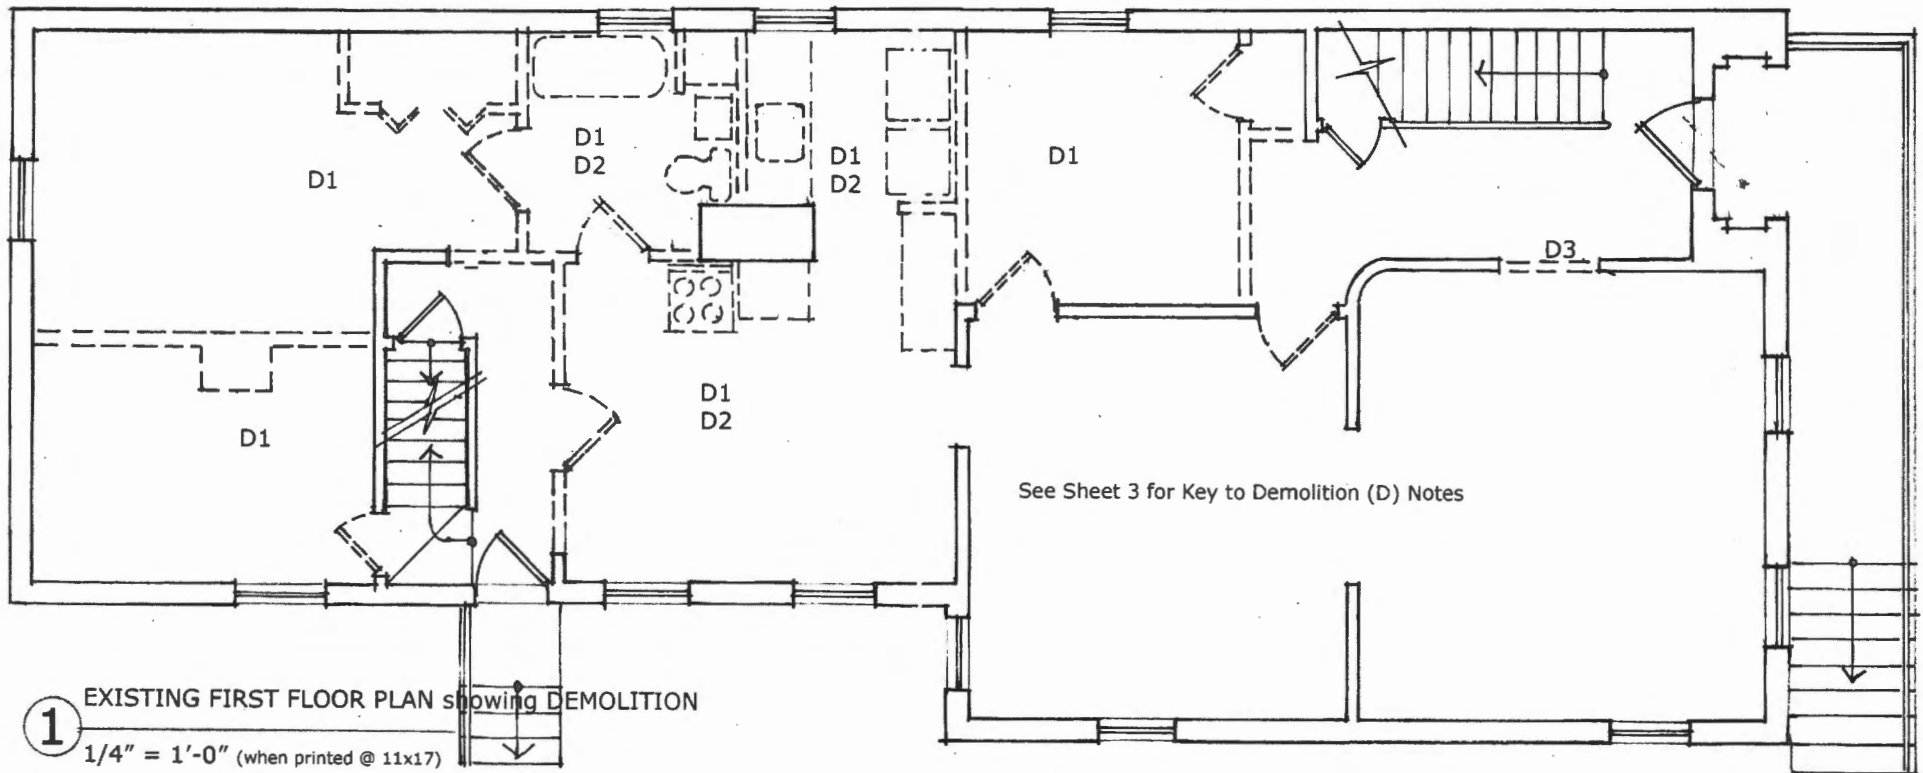 D1
D2
D1
D2
D1
D1
D3
D1
D2
D1
See Sheet 3 for Key to Demolition (D) Notes
1
EXISTING FIRST FLOOR PLAN showing DEMOLITION
1/4" = 1'-0" (when printed @ 11x17)